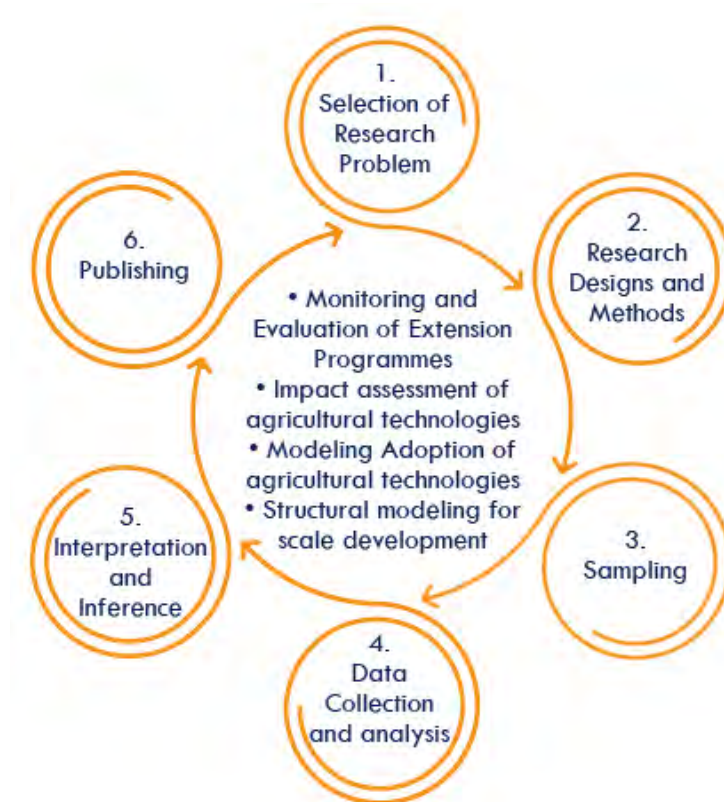 1.
Selection of
Research
Problem
2.
Research
Designs and
Methods
3.
Sampling
4.
Data
Collection
and analysis
5.
Interpretation
and
Inference
6.
Publishing
• Monitoring and
Evaluation of Extension
Programmes
• Impact assessment of
agricultural technologies
• Modeling Adoption of
agricultural technologies
• Structural modeling for
scale development